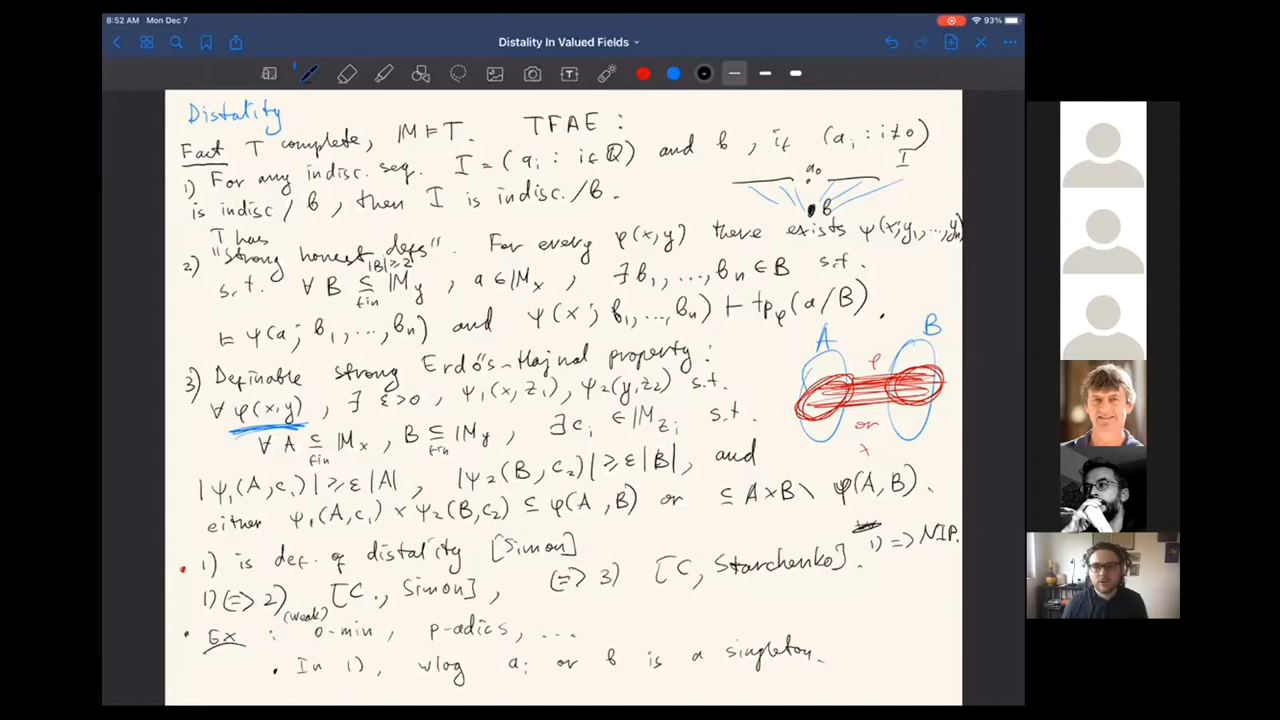 8:52 AM Mon Dec 7
93%
Distality In Valued Fields
Distality
Fact T complete, M ⊨ T. TFAE :
1) For any indisc. seq. I = (a_i : i ∈ ℚ) and b, if (a_i : i ≠ 0)
is indisc / b, then I is indisc. / b.
a_0
I
b
2) T has "strong honest defs". For every φ(x,y) there exists ψ(x;y_1,...,y_n)
s.t. ∀ B ⊆_fin M_y, |B| ≥ 2, a ∈ M_x, ∃ b_1, ..., b_n ∈ B s.t.
⊨ ψ(a; b_1, ..., b_n) and ψ(x; b_1, ..., b_n) ⊢ tp_φ(a/B).
3) Definable strong Erdős-Hajnal property :
∀ φ(x,y), ∃ ε>0, ψ_1(x,z_1), ψ_2(y,z_2) s.t.
∀ A ⊆_fin M_x, B ⊆_fin M_y, ∃ c_i ∈ M_{z_i} s.t.
|ψ_1(A,c_1)| ≥ ε|A|, |ψ_2(B,c_2)| ≥ ε|B|, and
either ψ_1(A,c_1) × ψ_2(B,c_2) ⊆ φ(A,B) or ⊆ A×B \ φ(A,B).
A
B
φ
or
• 1) is def. of distality [Simon]
1) => NIP.
1) (=> 2) [C., Simon], (=> 3) [C, Starchenko].
• Ex : (weak) o-min, p-adics, ...
• In 1), wlog a_i or b is a singleton.